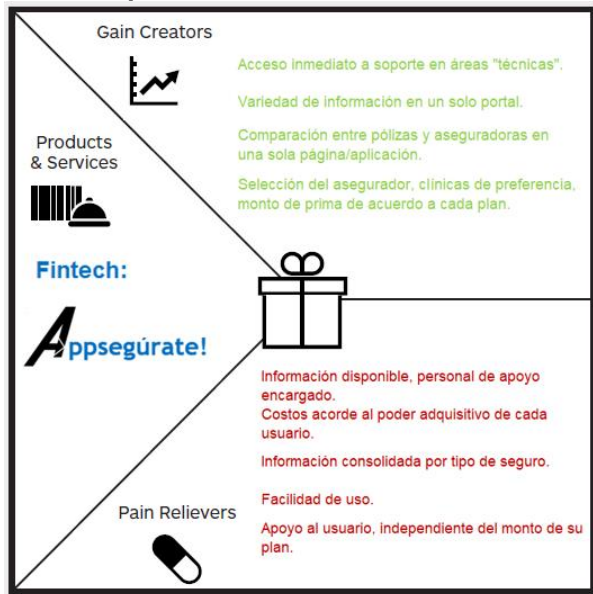 Gain Creators
Acceso inmediato a soporte en áreas "técnicas".
Variedad de información en un solo portal.
Comparación entre pólizas y aseguradoras en
una sola página/aplicación.
Selección del asegurador, clínicas de preferencia,
monto de prima de acuerdo a cada plan.
Products
& Services
Fintech:
Appsegúrate!
Información disponible, personal de apoyo
encargado.
Costos acorde al poder adquisitivo de cada
usuario.
Información consolidada por tipo de seguro.
Facilidad de uso.
Apoyo al usuario, independiente del monto de su
plan.
Pain Relievers